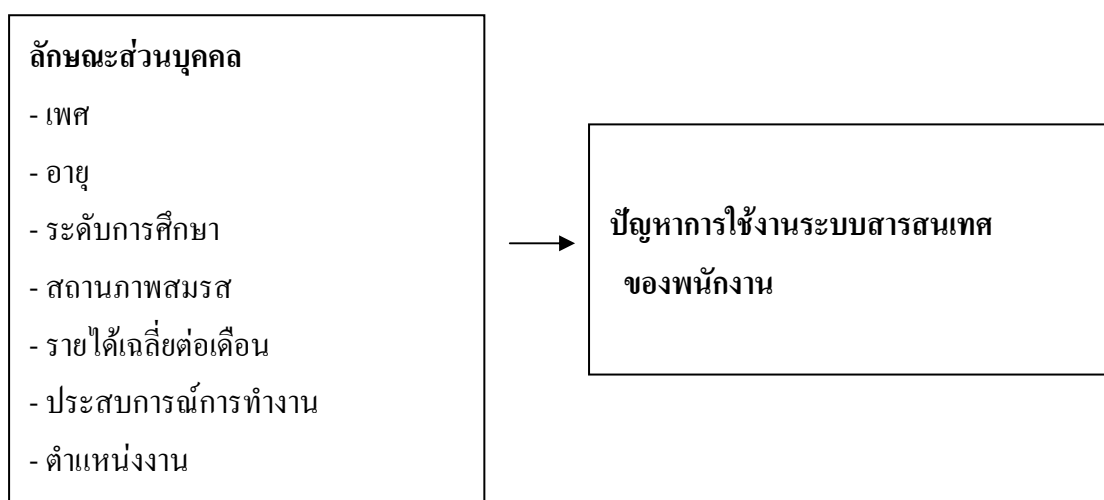 ลักษณะส่วนบุคคล
- เพศ
- อายุ
- ระดับการศึกษา
- สถานภาพสมรส
- รายได้เฉลี่ยต่อเดือน
- ประสบการณ์การทำงาน
- ตำแหน่งงาน
ปัญหาการใช้งานระบบสารสนเทศ
ของพนักงาน